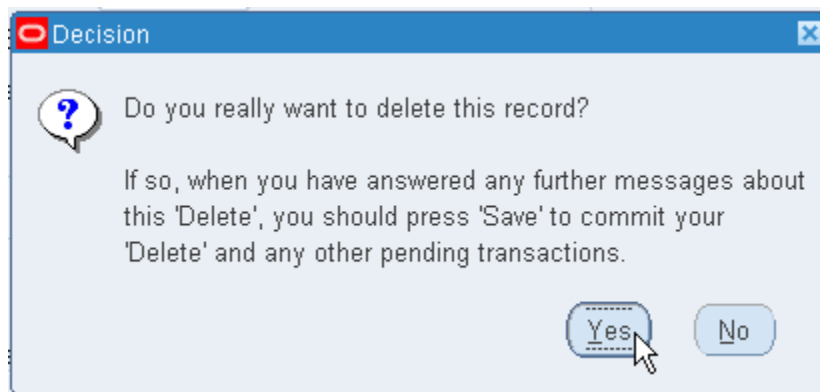 Decision
Do you really want to delete this record?
If so, when you have answered any further messages about
this 'Delete', you should press 'Save' to commit your
'Delete' and any other pending transactions.
Yes
No